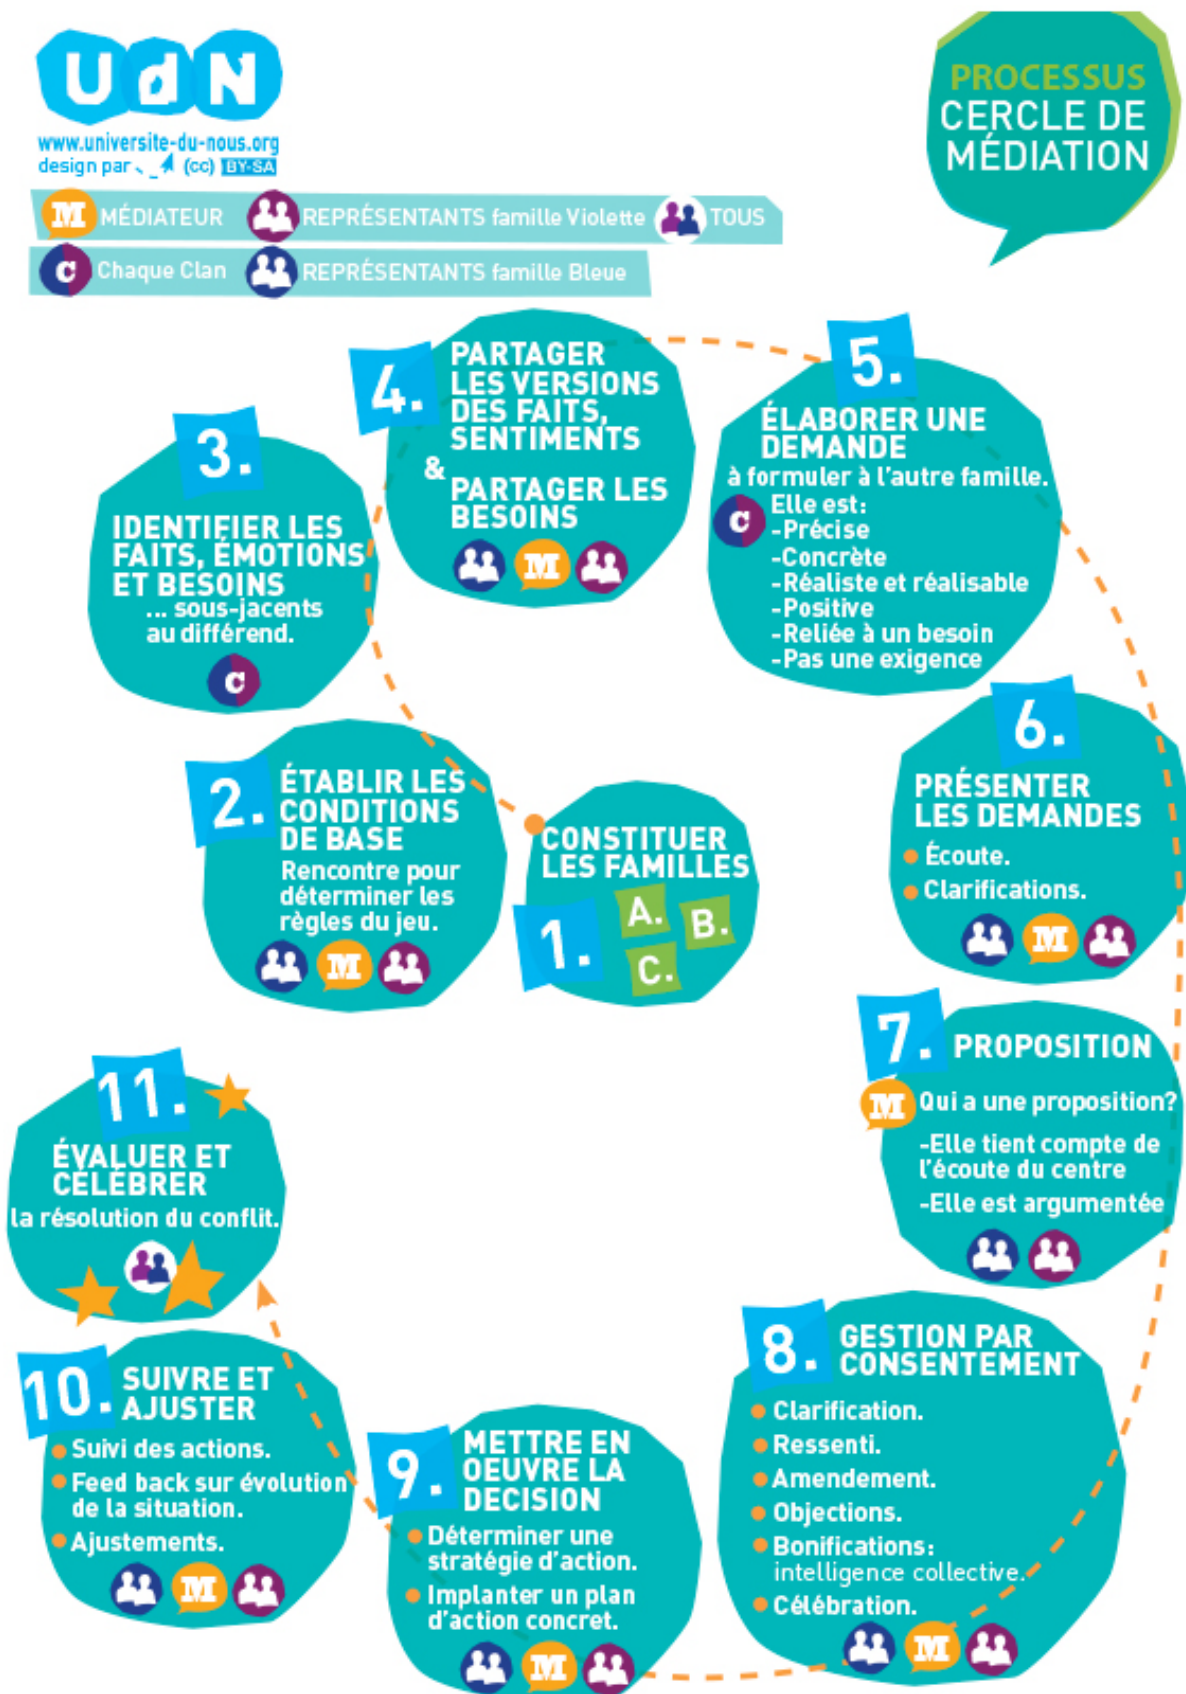 UdN
www.universite-du-nous.org
design par (cc) BY-SA
PROCESSUS
CERCLE DE
MÉDIATION
M MÉDIATEUR REPRÉSENTANTS famille Violette TOUS
C Chaque Clan REPRÉSENTANTS famille Bleue
1.
CONSTITUER
LES FAMILLES
A. B.
C.
2.
ÉTABLIR LES
CONDITIONS
DE BASE
Rencontre pour
déterminer les
règles du jeu.
M
3.
IDENTIFIER LES
FAITS, ÉMOTIONS
ET BESOINS
... sous-jacents
au différend.
C
4.
PARTAGER
LES VERSIONS
DES FAITS,
SENTIMENTS
&
PARTAGER LES
BESOINS
M
5.
ÉLABORER UNE
DEMANDE
à formuler à l'autre famille.
C Elle est:
-Précise
-Concrète
-Réaliste et réalisable
-Positive
-Reliée à un besoin
-Pas une exigence
6.
PRÉSENTER
LES DEMANDES
Écoute.
Clarifications.
M
7. PROPOSITION
M Qui a une proposition?
-Elle tient compte de
l'écoute du centre
-Elle est argumentée
8.
GESTION PAR
CONSENTEMENT
Clarification.
Ressenti.
Amendement.
Objections.
Bonifications:
intelligence collective.
Célébration.
M
9.
METTRE EN
OEUVRE LA
DECISION
Déterminer une
stratégie d'action.
Implanter un plan
d'action concret.
M
10.
SUIVRE ET
AJUSTER
Suivi des actions.
Feed back sur évolution
de la situation.
Ajustements.
M
11.
ÉVALUER ET
CÉLÉBRER
la résolution du conflit.